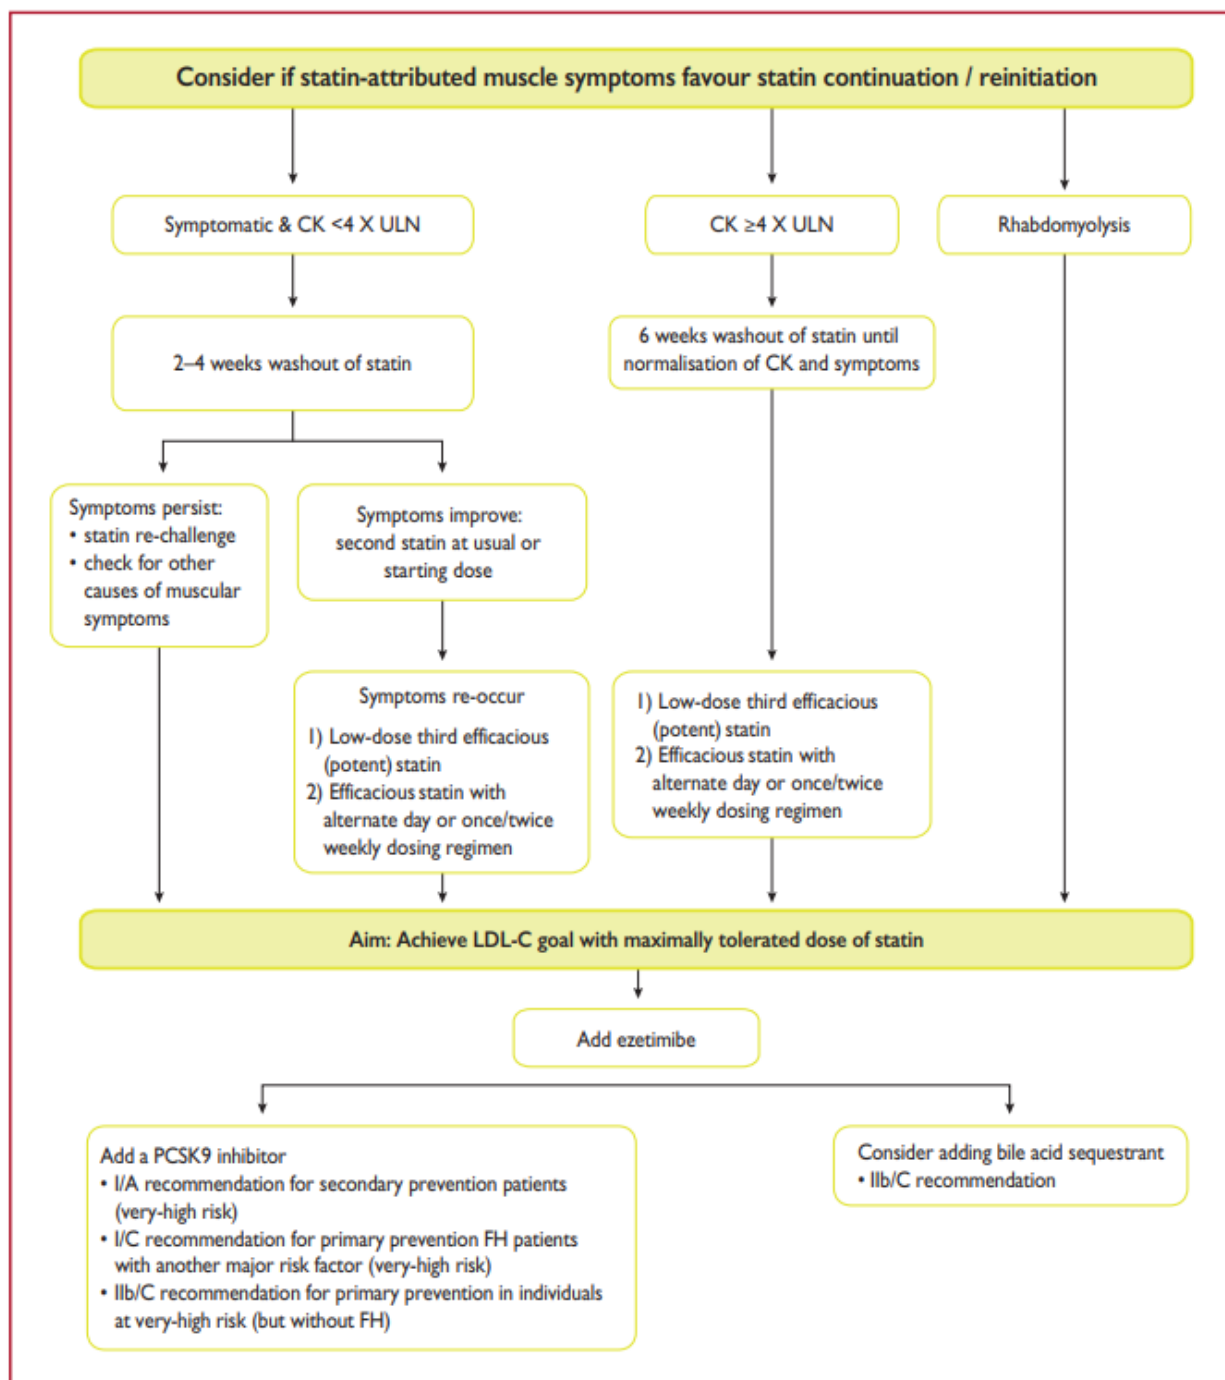 Consider if statin-attributed muscle symptoms favour statin continuation / reinitiation
Symptomatic & CK <4 X ULN
CK ≥4 X ULN
Rhabdomyolysis
2–4 weeks washout of statin
6 weeks washout of statin until
normalisation of CK and symptoms
Symptoms persist:
• statin re-challenge
• check for other
causes of muscular
symptoms
Symptoms improve:
second statin at usual or
starting dose
Symptoms re-occur
1) Low-dose third efficacious
(potent) statin
2) Efficacious statin with
alternate day or once/twice
weekly dosing regimen
1) Low-dose third efficacious
(potent) statin
2) Efficacious statin with
alternate day or once/twice
weekly dosing regimen
Aim: Achieve LDL-C goal with maximally tolerated dose of statin
Add ezetimibe
Add a PCSK9 inhibitor
• I/A recommendation for secondary prevention patients
(very-high risk)
• I/C recommendation for primary prevention FH patients
with another major risk factor (very-high risk)
• IIb/C recommendation for primary prevention in individuals
at very-high risk (but without FH)
Consider adding bile acid sequestrant
• IIb/C recommendation